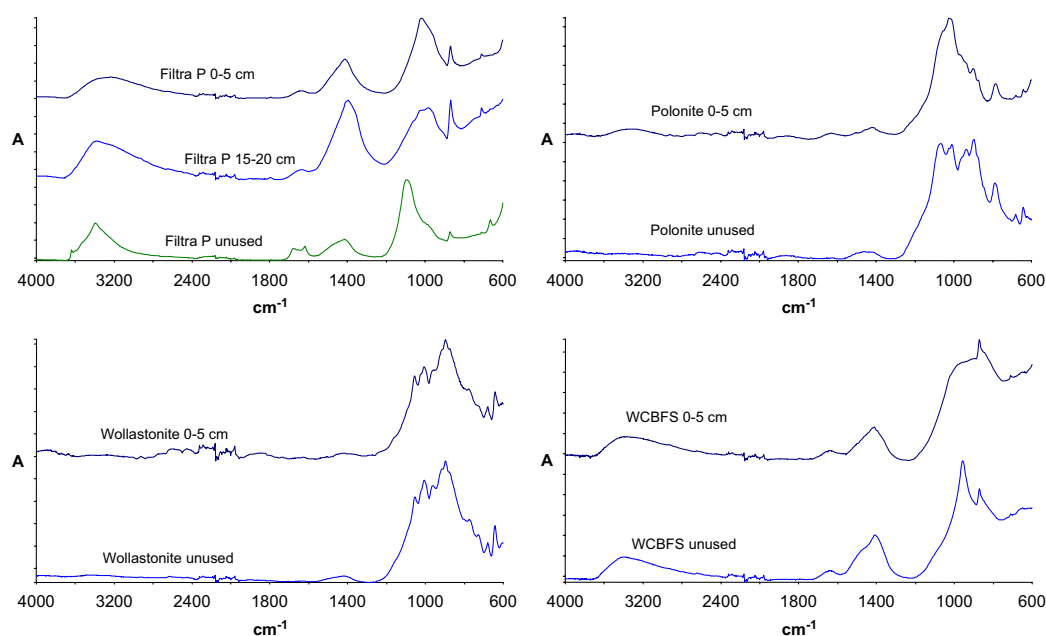 Filtra P 0-5 cm
A
Filtra P 15-20 cm
Filtra P unused
4000 3200 2400 1800 1400 1000 600
cm-1
Polonite 0-5 cm
A
Polonite unused
4000 3200 2400 1800 1400 1000 600
cm-1
Wollastonite 0-5 cm
A
Wollastonite unused
4000 3200 2400 1800 1400 1000 600
cm-1
WCBFS 0-5 cm
A
WCBFS unused
4000 3200 2400 1800 1400 1000 600
cm-1